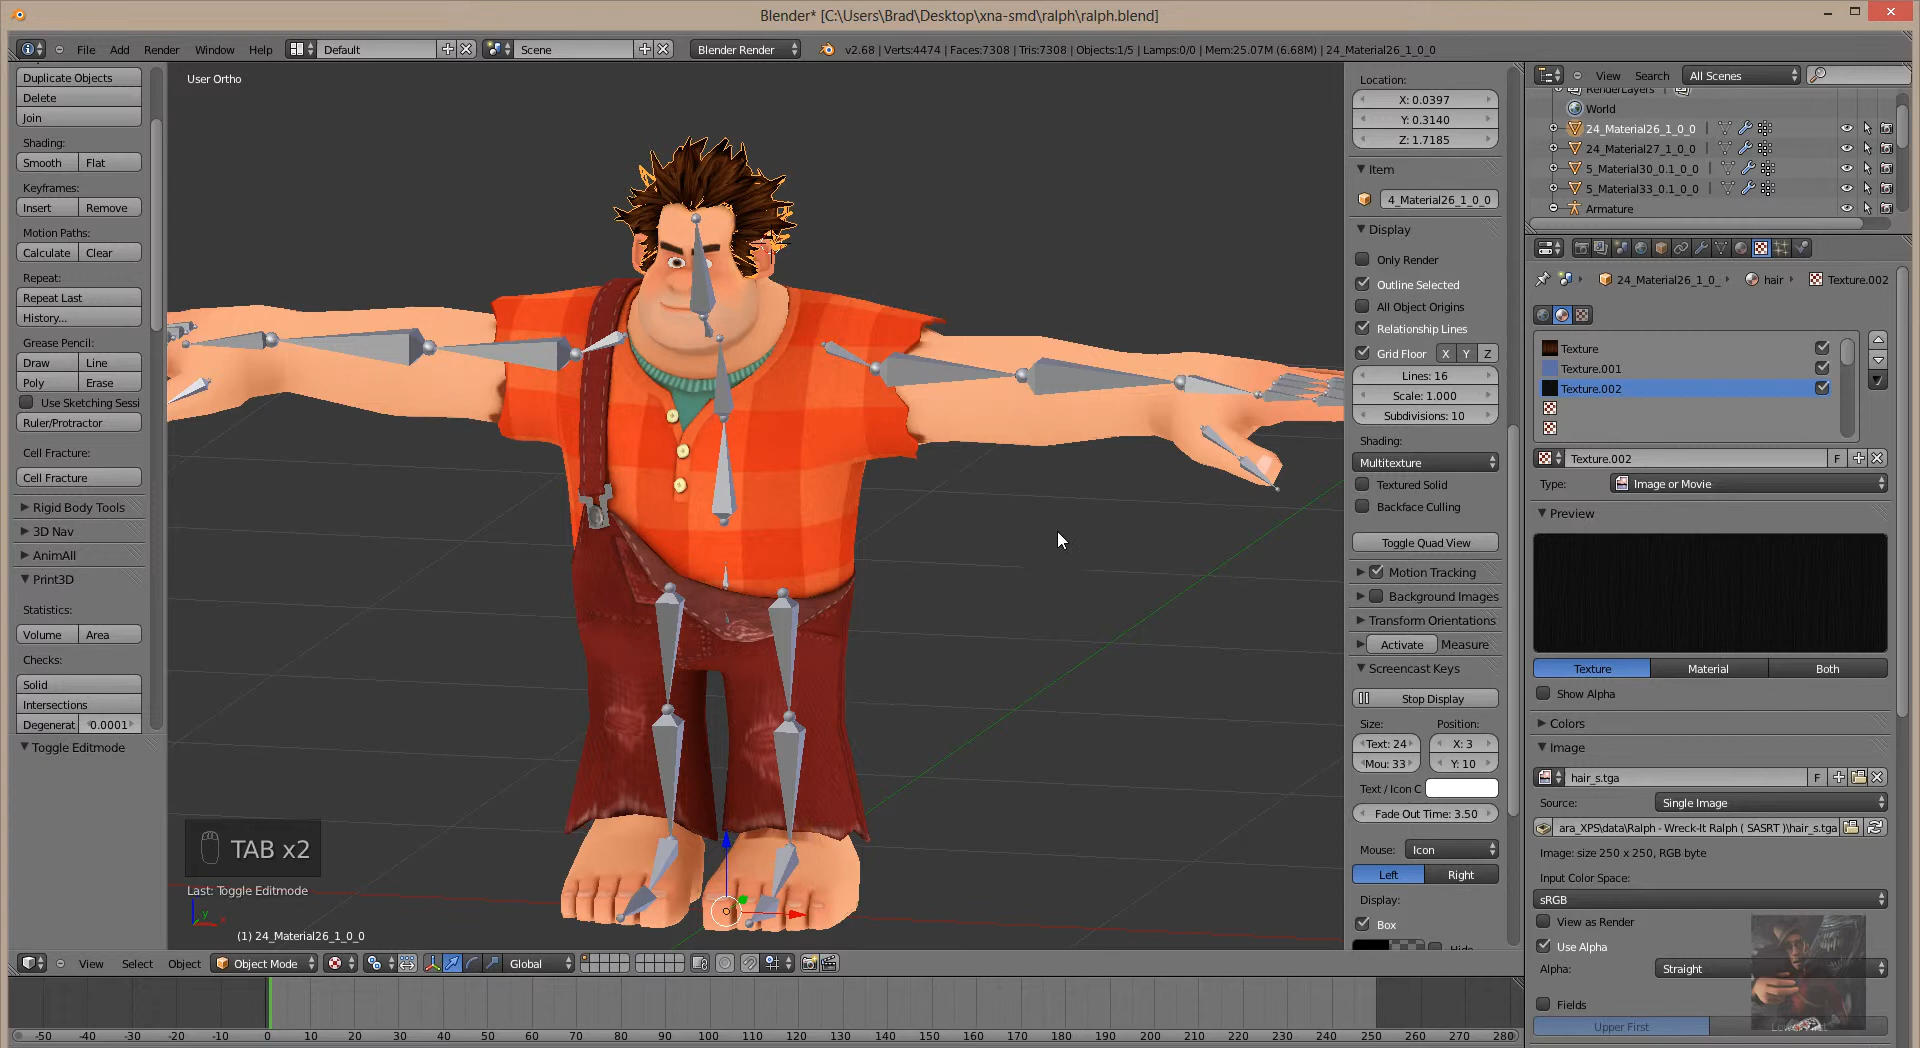 Blender* [C:\Users\Brad\Desktop\xna-smd\ralph\ralph.blend]
File Add Render Window Help
Default
Scene
Blender Render
v2.68 | Verts:4474 | Faces:7308 | Tris:7308 | Objects:1/5 | Lamps:0/0 | Mem:25.07M (6.68M) | 24_Material26_1_0_0
Duplicate Objects
Delete
Join
Shading:
Smooth Flat
Keyframes:
Insert Remove
Motion Paths:
Calculate Clear
Repeat:
Repeat Last
History...
Grease Pencil:
Draw Line
Poly Erase
Use Sketching Sessi
Ruler/Protractor
Cell Fracture:
Cell Fracture
Rigid Body Tools
3D Nav
AnimAll
Print3D
Statistics:
Volume Area
Checks:
Solid
Intersections
Degenerat 0.0001
Toggle Editmode
User Ortho
TAB x2
Last: Toggle Editmode
(1) 24_Material26_1_0_0
View Select Object Object Mode Global
-50 -40 -30 -20 -10 0 10 20 30 40 50 60 70 80 90 100 110 120 130 140 150 160 170 180 190 200 210 220 230 240 250 260 270 280
Location:
X: 0.0397
Y: 0.3140
Z: 1.7185
Item
4_Material26_1_0_0
Display
Only Render
Outline Selected
All Object Origins
Relationship Lines
Grid Floor X Y Z
Lines: 16
Scale: 1.000
Subdivisions: 10
Shading:
Multitexture
Textured Solid
Backface Culling
Toggle Quad View
Motion Tracking
Background Images
Transform Orientations
Activate Measure
Screencast Keys
Stop Display
Size: Position:
Text: 24 X: 3
Mou: 33 Y: 10
Text / Icon C
Fade Out Time: 3.50
Mouse: Icon
Left Right
Display:
Box
View Search All Scenes
RenderLayers
World
24_Material26_1_0_0
24_Material27_1_0_0
5_Material30_0.1_0_0
5_Material33_0.1_0_0
Armature
24_Material26_1_0_ hair Texture.002
Texture
Texture.001
Texture.002
Texture.002 F
Type: Image or Movie
Preview
Texture Material Both
Show Alpha
Colors
Image
hair_s.tga F
Source: Single Image
ara_XPS\data\Ralph - Wreck-It Ralph ( SASRT )\hair_s.tga
Image: size 250 x 250, RGB byte
Input Color Space:
sRGB
View as Render
Use Alpha
Alpha: Straight
Fields
Upper First